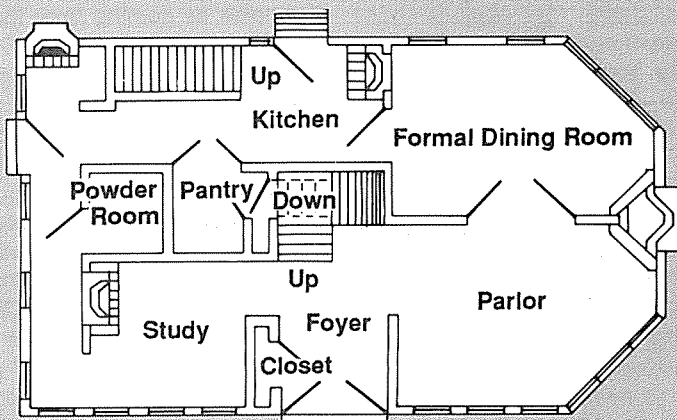 Up
Kitchen
Formal Dining Room
Powder
Room
Pantry
Down
Up
Parlor
Foyer
Study
Closet